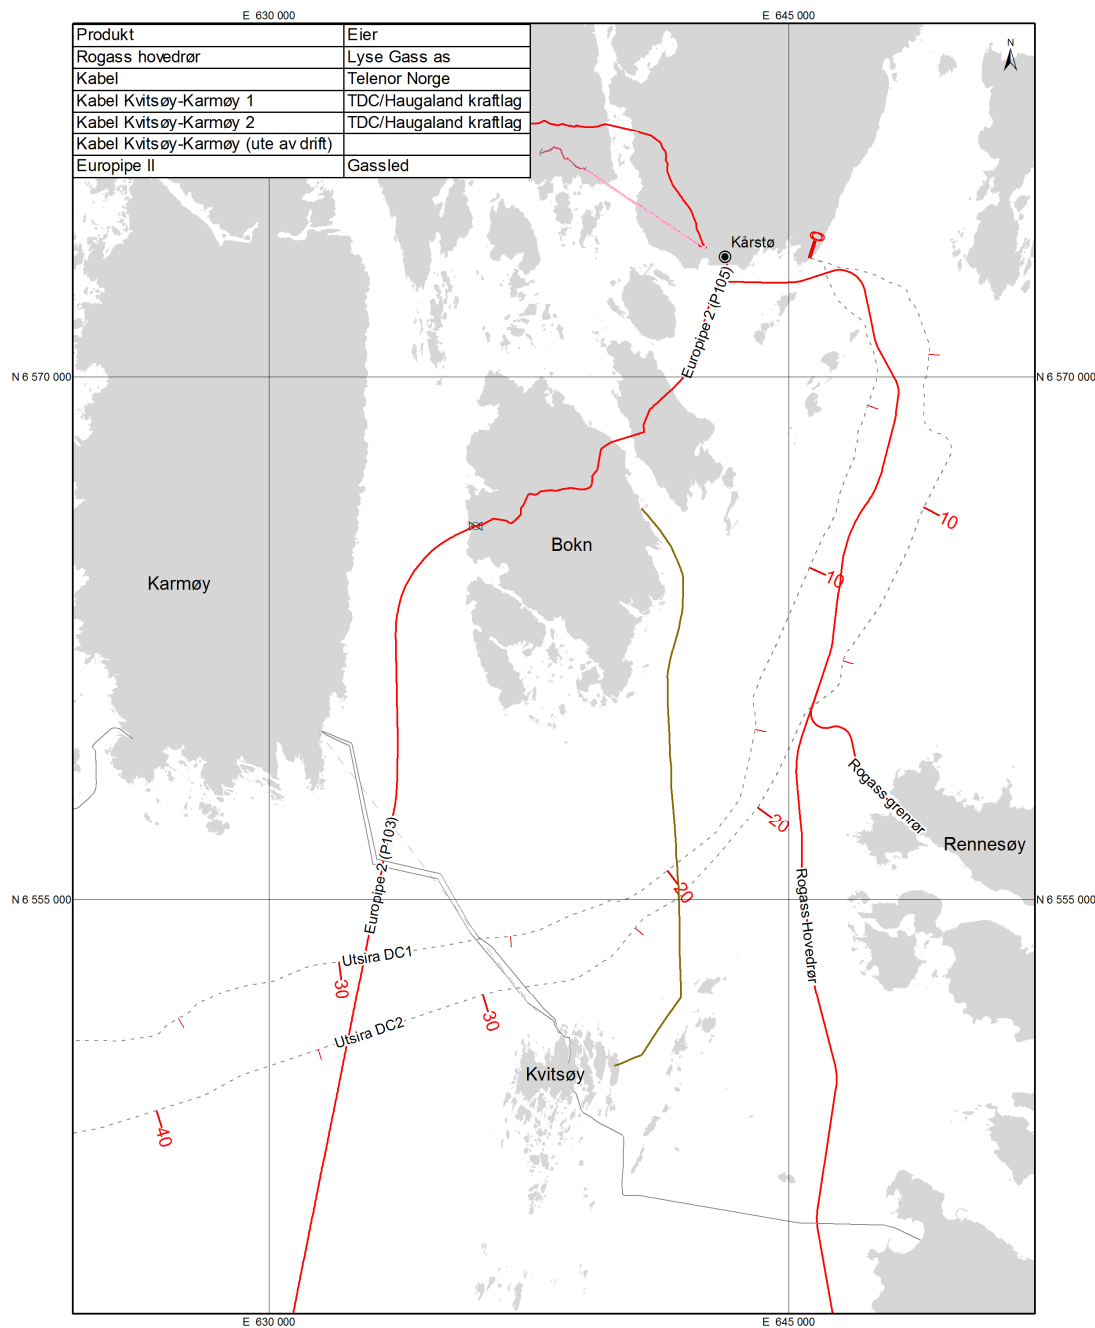 E 630 000
E 645 000
Produkt Eier
Rogass hovedrør Lyse Gass as
Kabel Telenor Norge
Kabel Kvitsøy-Karmøy 1 TDC/Haugaland kraftlag
Kabel Kvitsøy-Karmøy 2 TDC/Haugaland kraftlag
Kabel Kvitsøy-Karmøy (ute av drift)
Europipe II Gassled
N
0
Kårstø
Europipe 2 (P105)
N 6 570 000
N 6 570 000
10
Bokn
10
Karmøy
Rogass grenrør
20
Rennesøy
Europipe 2 (P103)
20
N 6 555 000
N 6 555 000
Rogass Hovedrør
Utsira DC1
30
30
Utsira DC2
Kvitsøy
40
E 630 000
E 645 000